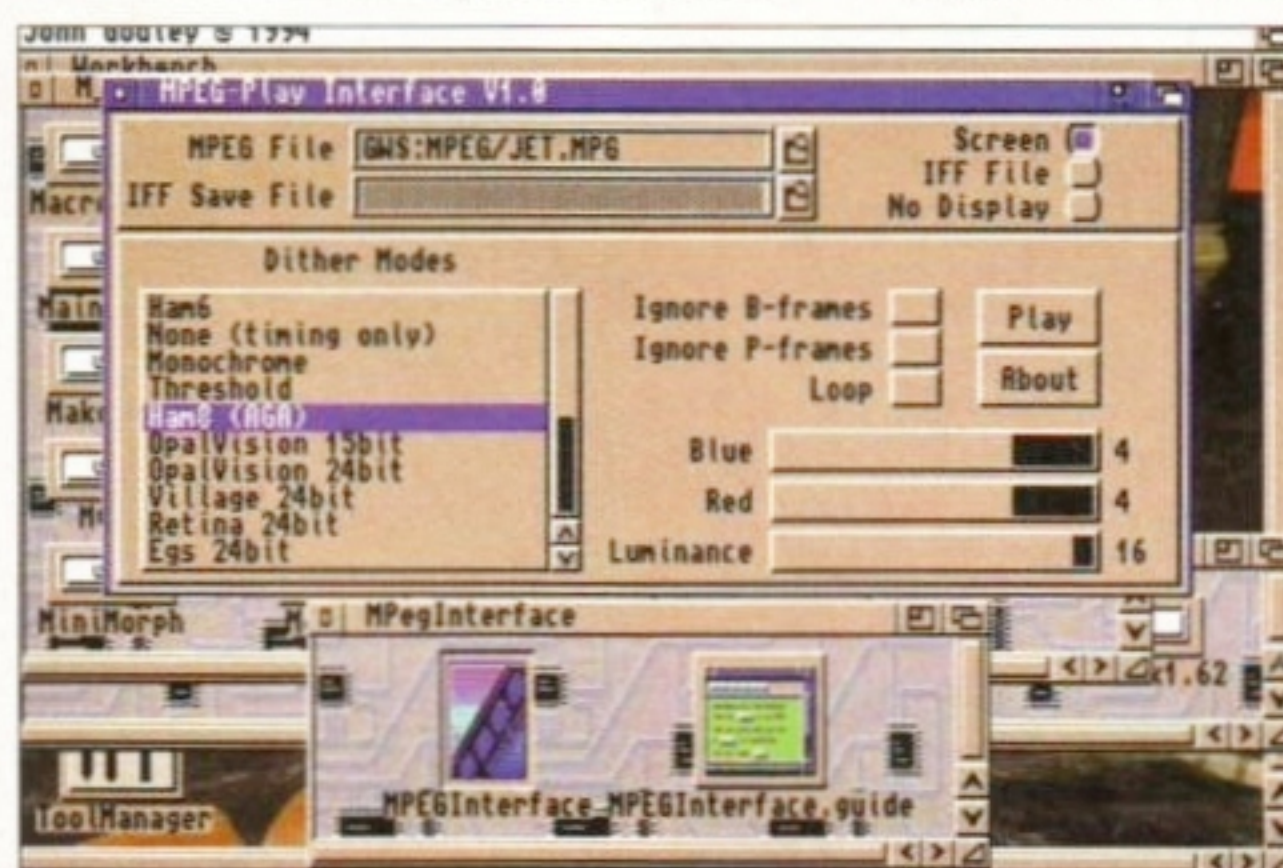 John Godley © 1994
Workbench
MPEG-Play Interface V1.0
MPEG File GWS:MPEG/JET.MPG
IFF Save File
Screen
IFF File
No Display
Dither Modes
Ham6
None (timing only)
Monochrome
Threshold
Ham8 (AGA)
OpalVision 15bit
OpalVision 24bit
Village 24bit
Retina 24bit
Egs 24bit
Ignore B-frames
Ignore P-frames
Loop
Play
About
Blue 4
Red 4
Luminance 16
Macr
Main
Mak
MiniMorph
MPegInterface
x1.62
MPEGInterface MPEGInterface.guide
ToolManager